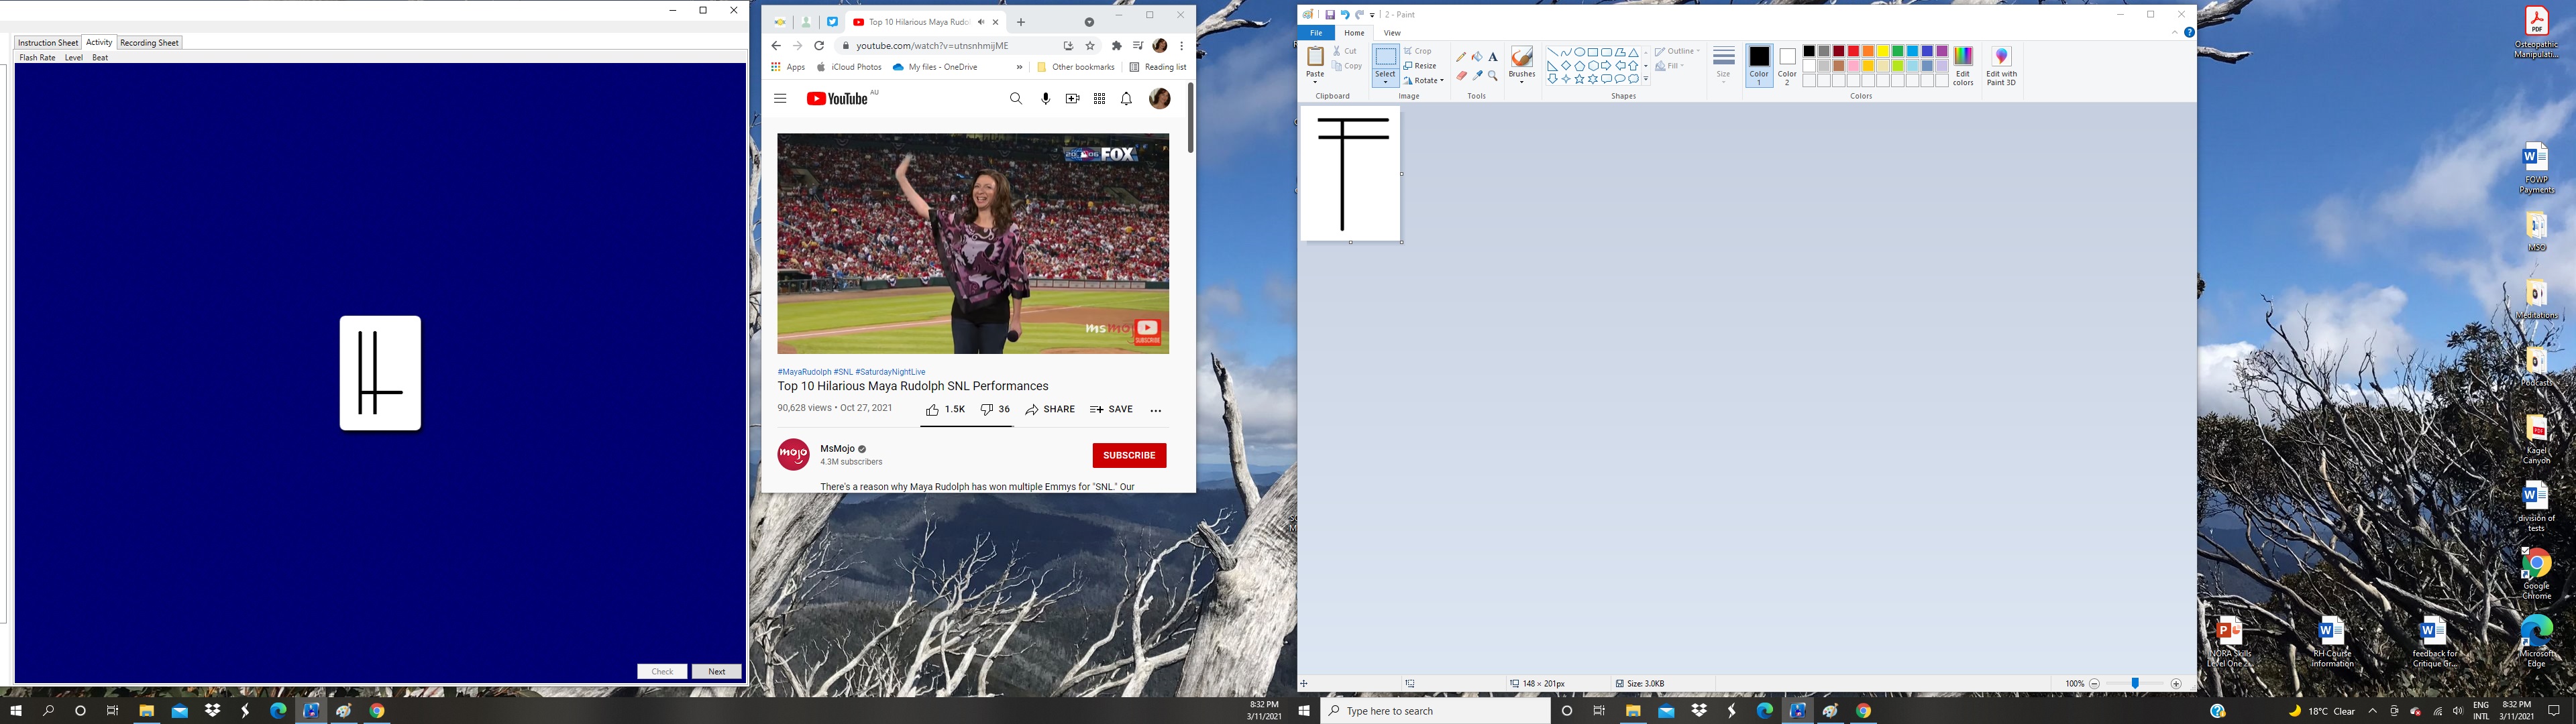 Instruction Sheet Activity Recording Sheet
Flash Rate Level Beat
Check Next
Top 10 Hilarious Maya Rudol
youtube.com/watch?v=utnsnhmijME
Apps iCloud Photos My files - OneDrive » Other bookmarks Reading list
YouTube AU
2006 FOX
msmojo
SUBSCRIBE
#MayaRudolph #SNL #SaturdayNightLive
Top 10 Hilarious Maya Rudolph SNL Performances
90,628 views • Oct 27, 2021 1.5K 36 SHARE SAVE ...
mojo
MsMojo
4.3M subscribers
SUBSCRIBE
There's a reason why Maya Rudolph has won multiple Emmys for "SNL." Our
2 - Paint
File Home View
Paste Cut Copy Select Crop Resize Rotate A Brushes Outline Fill Size Color 1 Color 2 Edit colors Edit with Paint 3D
Clipboard Image Tools Shapes Colors
148 × 201px Size: 3.0KB 100%
PDF
Osteopathic Manipulati...
FOWP Payments
MSO
Meditations
Podcasts
Kagel Canyon
division of tests
Google Chrome
NORA Skills Level One 2...
RH Course information
feedback for Critique Gr...
Microsoft Edge
8:32 PM
3/11/2021
Type here to search
18°C Clear
ENG
INTL
8:32 PM
3/11/2021